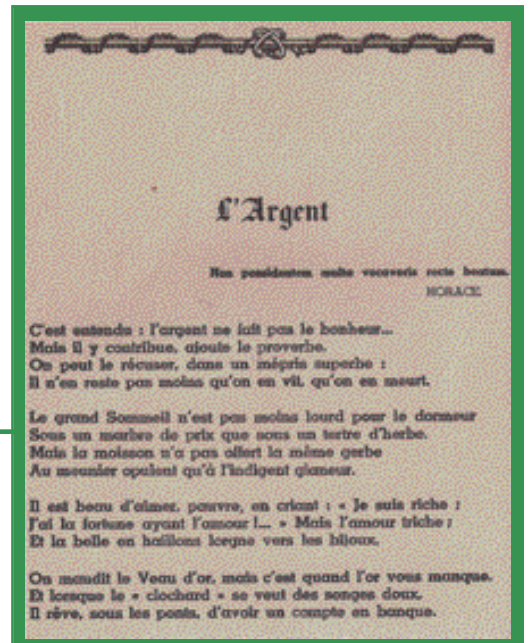 L'Argent
Non possidentem multa vocaveris recte beatum.
HORACE.
C'est entendu : l'argent ne fait pas le bonheur...
Mais il y contribue, ajoute le proverbe.
On peut le récuser, dans un mépris superbe :
Il n'en reste pas moins qu'on en vit, qu'on en meurt.
Le grand Sommeil n'est pas moins lourd pour le dormeur
Sous un marbre de prix que sous un tertre d'herbe.
Mais la moisson n'a pas offert la même gerbe
Au meunier opulent qu'à l'indigent glaneur.
Il est beau d'aimer, pauvre, en criant : « Je suis riche ;
J'ai la fortune ayant l'amour !... » Mais l'amour triche ;
Et la belle en haillons lorgne vers les bijoux.
On maudit le Veau d'or, mais c'est quand l'or vous manque.
Et lorsque le « clochard » se veut des songes doux,
Il rêve, sous les ponts, d'avoir un compte en banque.